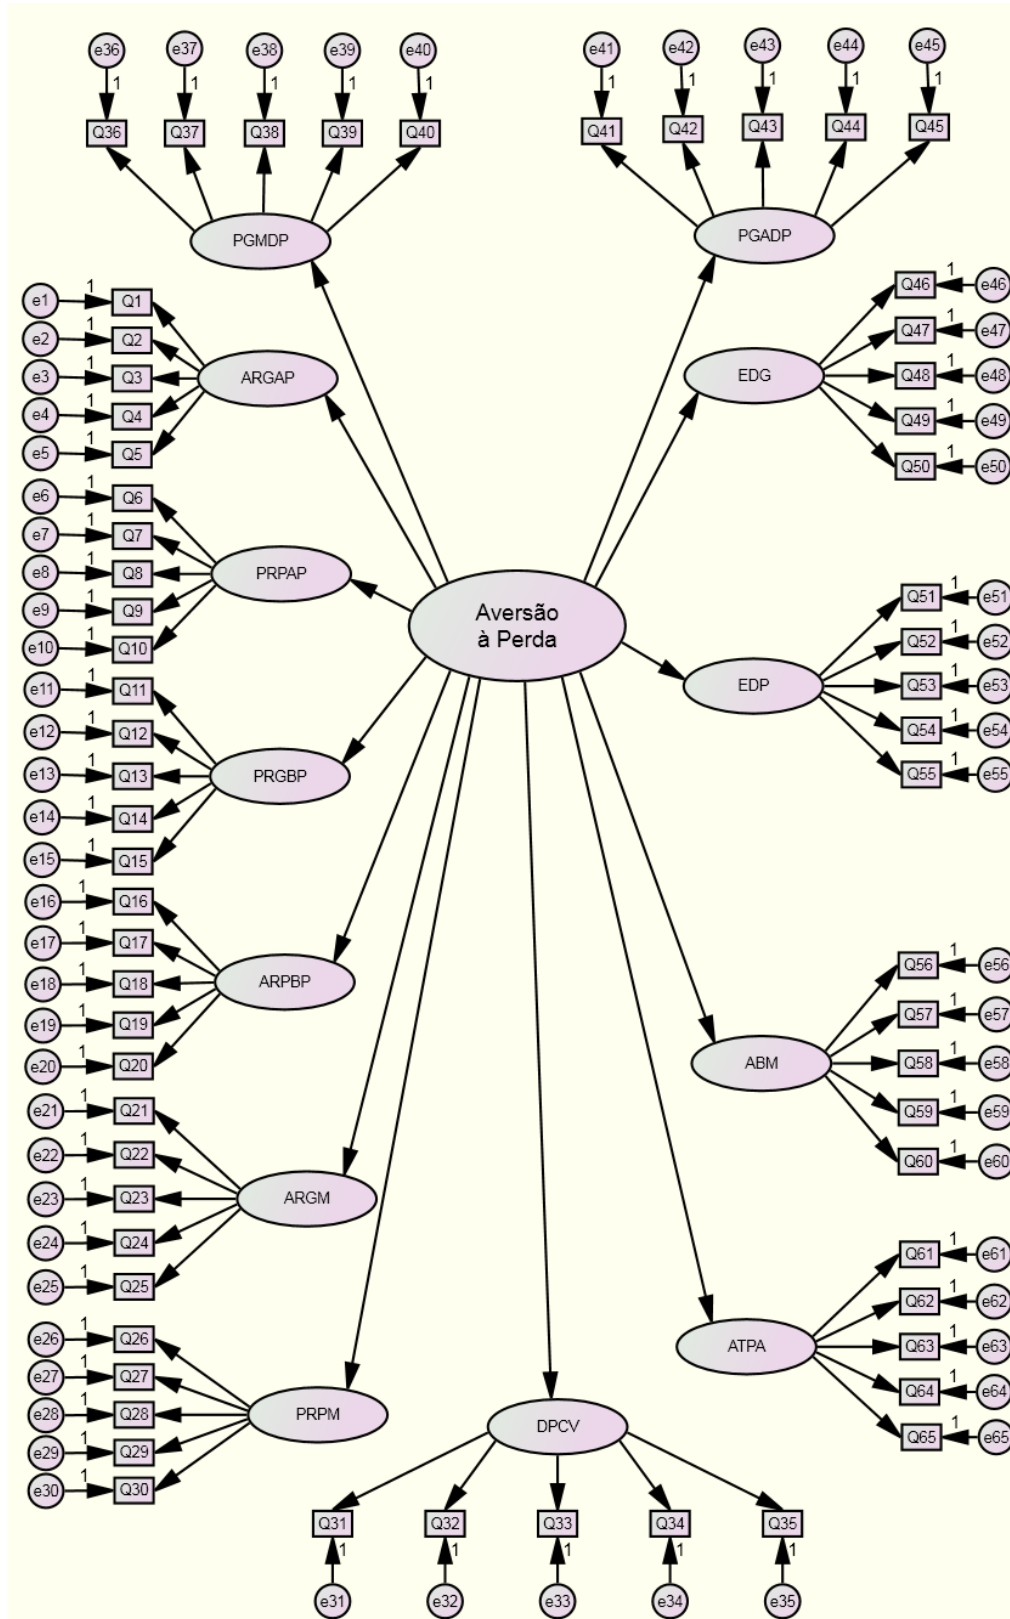 e36 e37 e38 e39 e40
1 1 1 1 1
Q36 Q37 Q38 Q39 Q40
PGMDP
e41 e42 e43 e44 e45
1 1 1 1 1
Q41 Q42 Q43 Q44 Q45
PGADP
e1 1 Q1
e2 1 Q2
e3 1 Q3
e4 1 Q4
e5 1 Q5
ARGAP
e6 1 Q6
e7 1 Q7
e8 1 Q8
e9 1 Q9
e10 1 Q10
PRPAP
e11 1 Q11
e12 1 Q12
e13 1 Q13
e14 1 Q14
e15 1 Q15
PRGBP
e16 1 Q16
e17 1 Q17
e18 1 Q18
e19 1 Q19
e20 1 Q20
ARPBP
e21 1 Q21
e22 1 Q22
e23 1 Q23
e24 1 Q24
e25 1 Q25
ARGM
e26 1 Q26
e27 1 Q27
e28 1 Q28
e29 1 Q29
e30 1 Q30
PRPM
Aversão
à Perda
EDG
Q46 1 e46
Q47 1 e47
Q48 1 e48
Q49 1 e49
Q50 1 e50
EDP
Q51 1 e51
Q52 1 e52
Q53 1 e53
Q54 1 e54
Q55 1 e55
ABM
Q56 1 e56
Q57 1 e57
Q58 1 e58
Q59 1 e59
Q60 1 e60
ATPA
Q61 1 e61
Q62 1 e62
Q63 1 e63
Q64 1 e64
Q65 1 e65
DPCV
Q31 Q32 Q33 Q34 Q35
1 1 1 1 1
e31 e32 e33 e34 e35